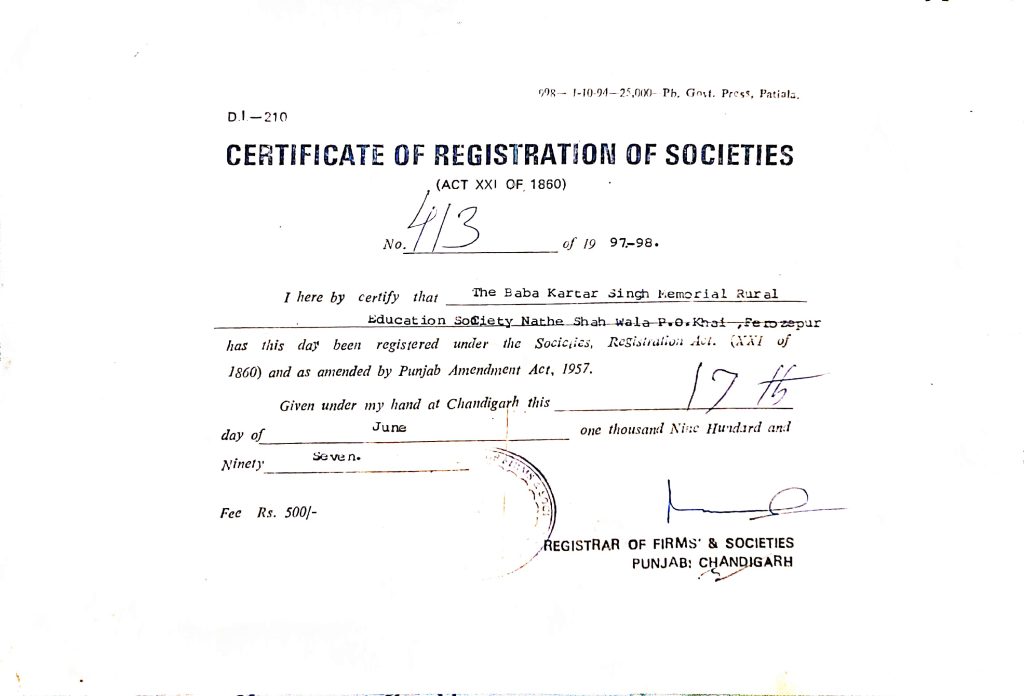 998— 1-10-94—25,000—Pb. Govt. Press, Patiala.
D.I.—210
CERTIFICATE OF REGISTRATION OF SOCIETIES
(ACT XXI OF 1860)
No. 413 of 19 97-98.
I here by certify that The Baba Kartar Singh Memorial Rural
Education Society Nathe Shah Wala P.O.Khai ,Ferozepur
has this day been registered under the Societies, Registration Act. (XXI of
1860) and as amended by Punjab Amendment Act, 1957.
Given under my hand at Chandigarh this 17th
day of June one thousand Nine Hundard and
Ninety Seven.
Fee Rs. 500/-
REGISTRAR OF FIRMS' & SOCIETIES
PUNJAB: CHANDIGARH